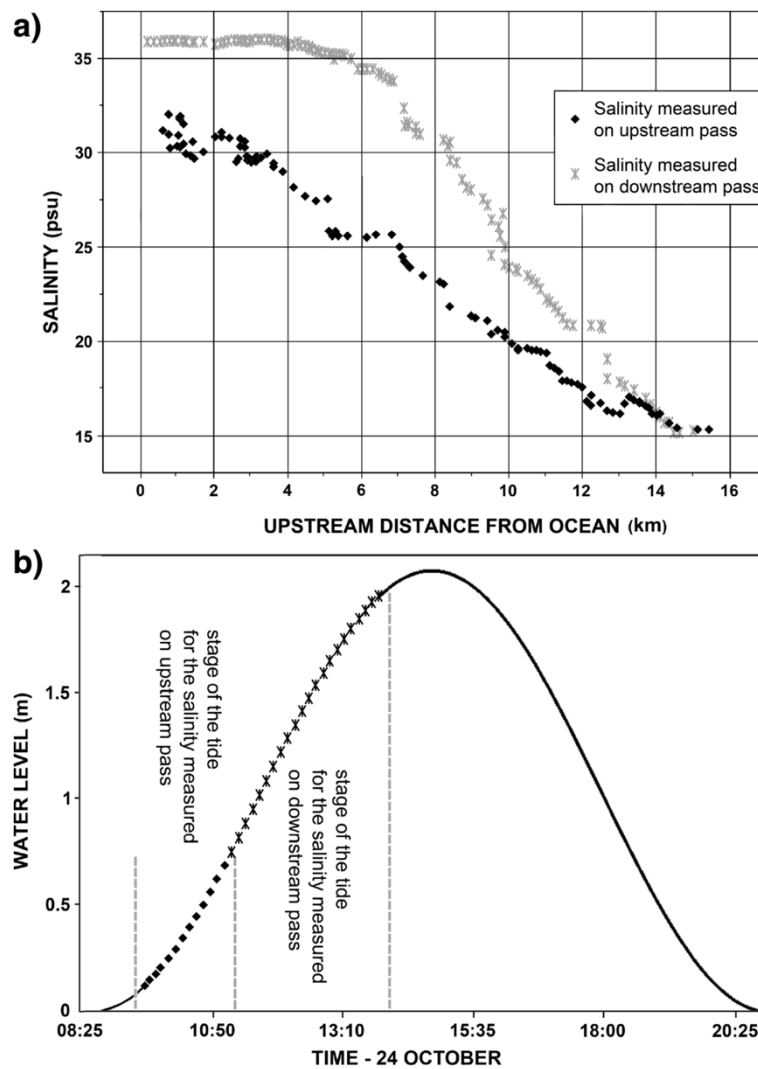 a)
35
30
25
20
15
SALINITY (psu)
Salinity measured
on upstream pass
Salinity measured
on downstream pass
0 2 4 6 8 10 12 14 16
UPSTREAM DISTANCE FROM OCEAN (km)
b)
2
1.5
1
0.5
0
WATER LEVEL (m)
stage of the tide
for the salinity measured
on upstream pass
stage of the tide
for the salinity measured
on downstream pass
08:25 10:50 13:10 15:35 18:00 20:25
TIME - 24 OCTOBER